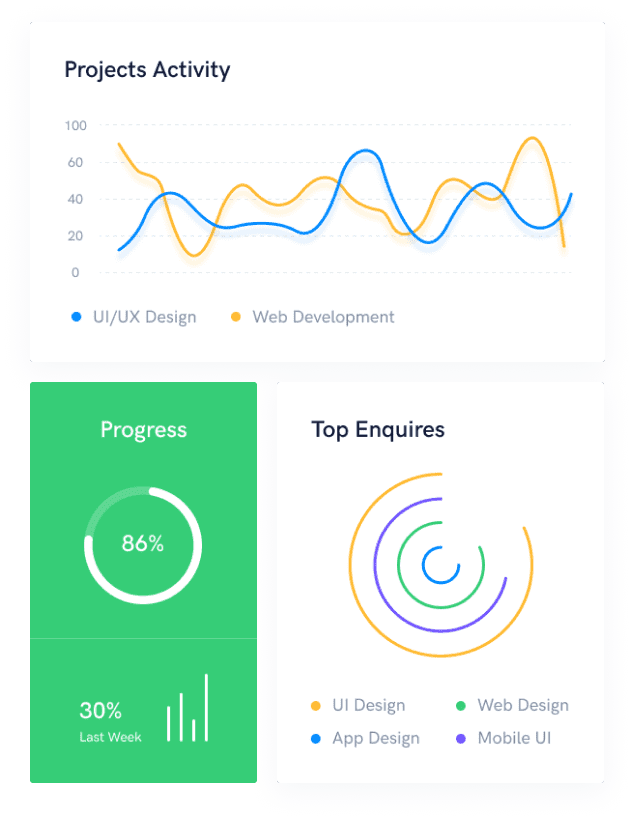 Projects Activity
100
60
40
20
0
UI/UX Design
Web Development
Progress
86%
30%
Last Week
Top Enquires
UI Design
Web Design
App Design
Mobile UI